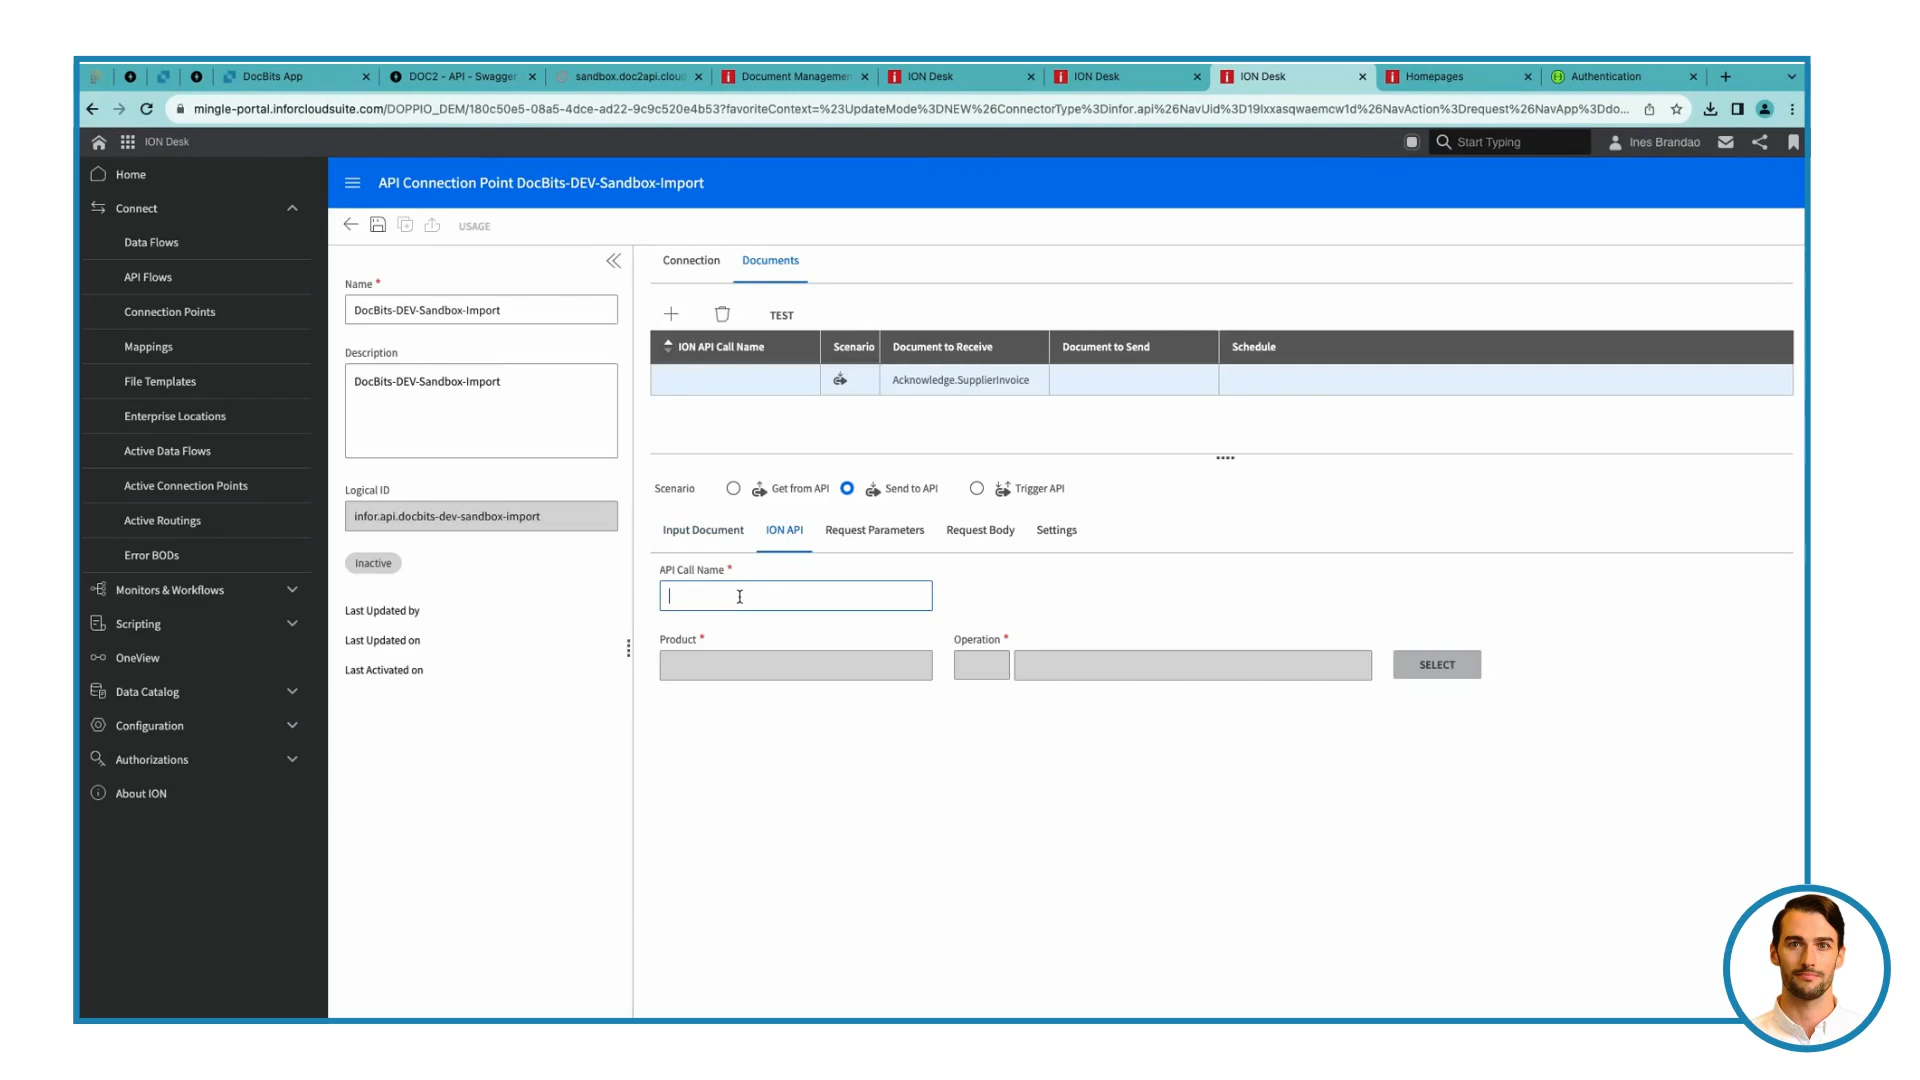 DocBits App
DOC2 - API - Swagger
sandbox.doc2api.cloud
Document Managemen
ION Desk
ION Desk
ION Desk
Homepages
Authentication
mingle-portal.inforcloudsuite.com/DOPPIO_DEM/180c50e5-08a5-4dce-ad22-9c9c520e4b53?favoriteContext=%23UpdateMode%3DNEW%26ConnectorType%3Dinfor.api%26NavUid%3D19lxxasqwaemcw1d%26NavAction%3Drequest%26NavApp%3Ddo...
ION Desk
Start Typing
Ines Brandao
Home
Connect
Data Flows
API Flows
Connection Points
Mappings
File Templates
Enterprise Locations
Active Data Flows
Active Connection Points
Active Routings
Error BODs
Monitors & Workflows
Scripting
OneView
Data Catalog
Configuration
Authorizations
About ION
API Connection Point DocBits-DEV-Sandbox-Import
USAGE
Name *
DocBits-DEV-Sandbox-Import
Description
DocBits-DEV-Sandbox-Import
Logical ID
infor.api.docbits-dev-sandbox-import
Inactive
Last Updated by
Last Updated on
Last Activated on
Connection Documents
TEST
ION API Call Name Scenario Document to Receive Document to Send Schedule
Acknowledge.SupplierInvoice
Scenario Get from API Send to API Trigger API
Input Document ION API Request Parameters Request Body Settings
API Call Name *
Product * Operation *
SELECT